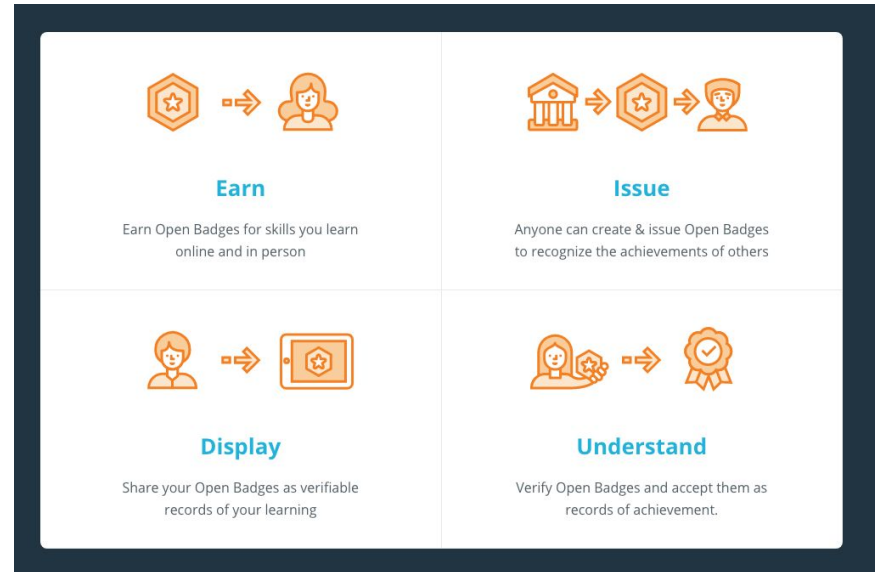 Earn
Earn Open Badges for skills you learn
online and in person
Issue
Anyone can create & issue Open Badges
to recognize the achievements of others
Display
Share your Open Badges as verifiable
records of your learning
Understand
Verify Open Badges and accept them as
records of achievement.